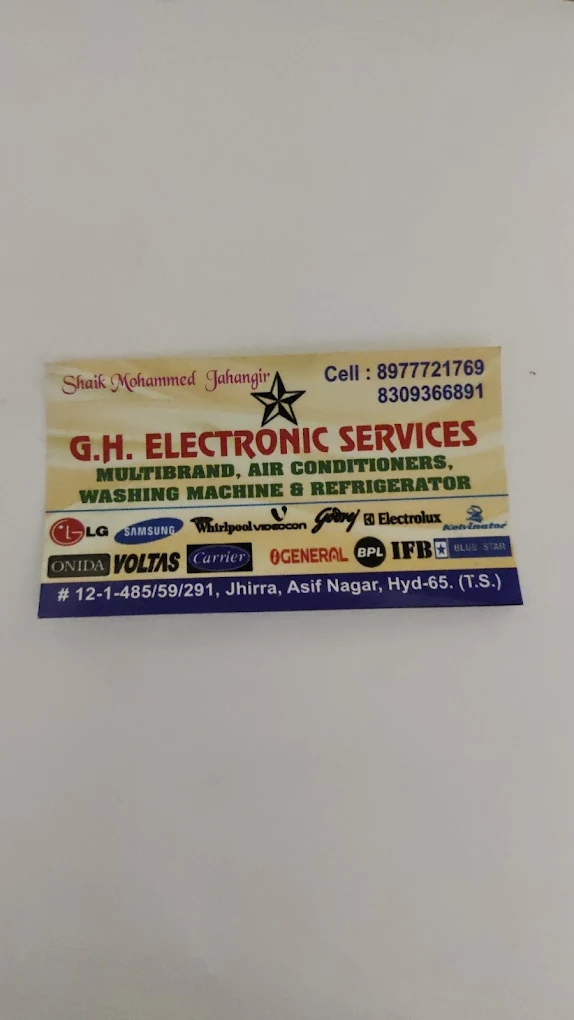 Shaik Mohammed Jahangir
Cell : 8977721769
8309366891
G.H. ELECTRONIC SERVICES
MULTIBRAND, AIR CONDITIONERS,
WASHING MACHINE & REFRIGERATOR
LG SAMSUNG Whirlpool VIDEOCON Godrej Electrolux Kelvinator
ONIDA VOLTAS Carrier GENERAL BPL IFB BLUE STAR
# 12-1-485/59/291, Jhirra, Asif Nagar, Hyd-65. (T.S.)